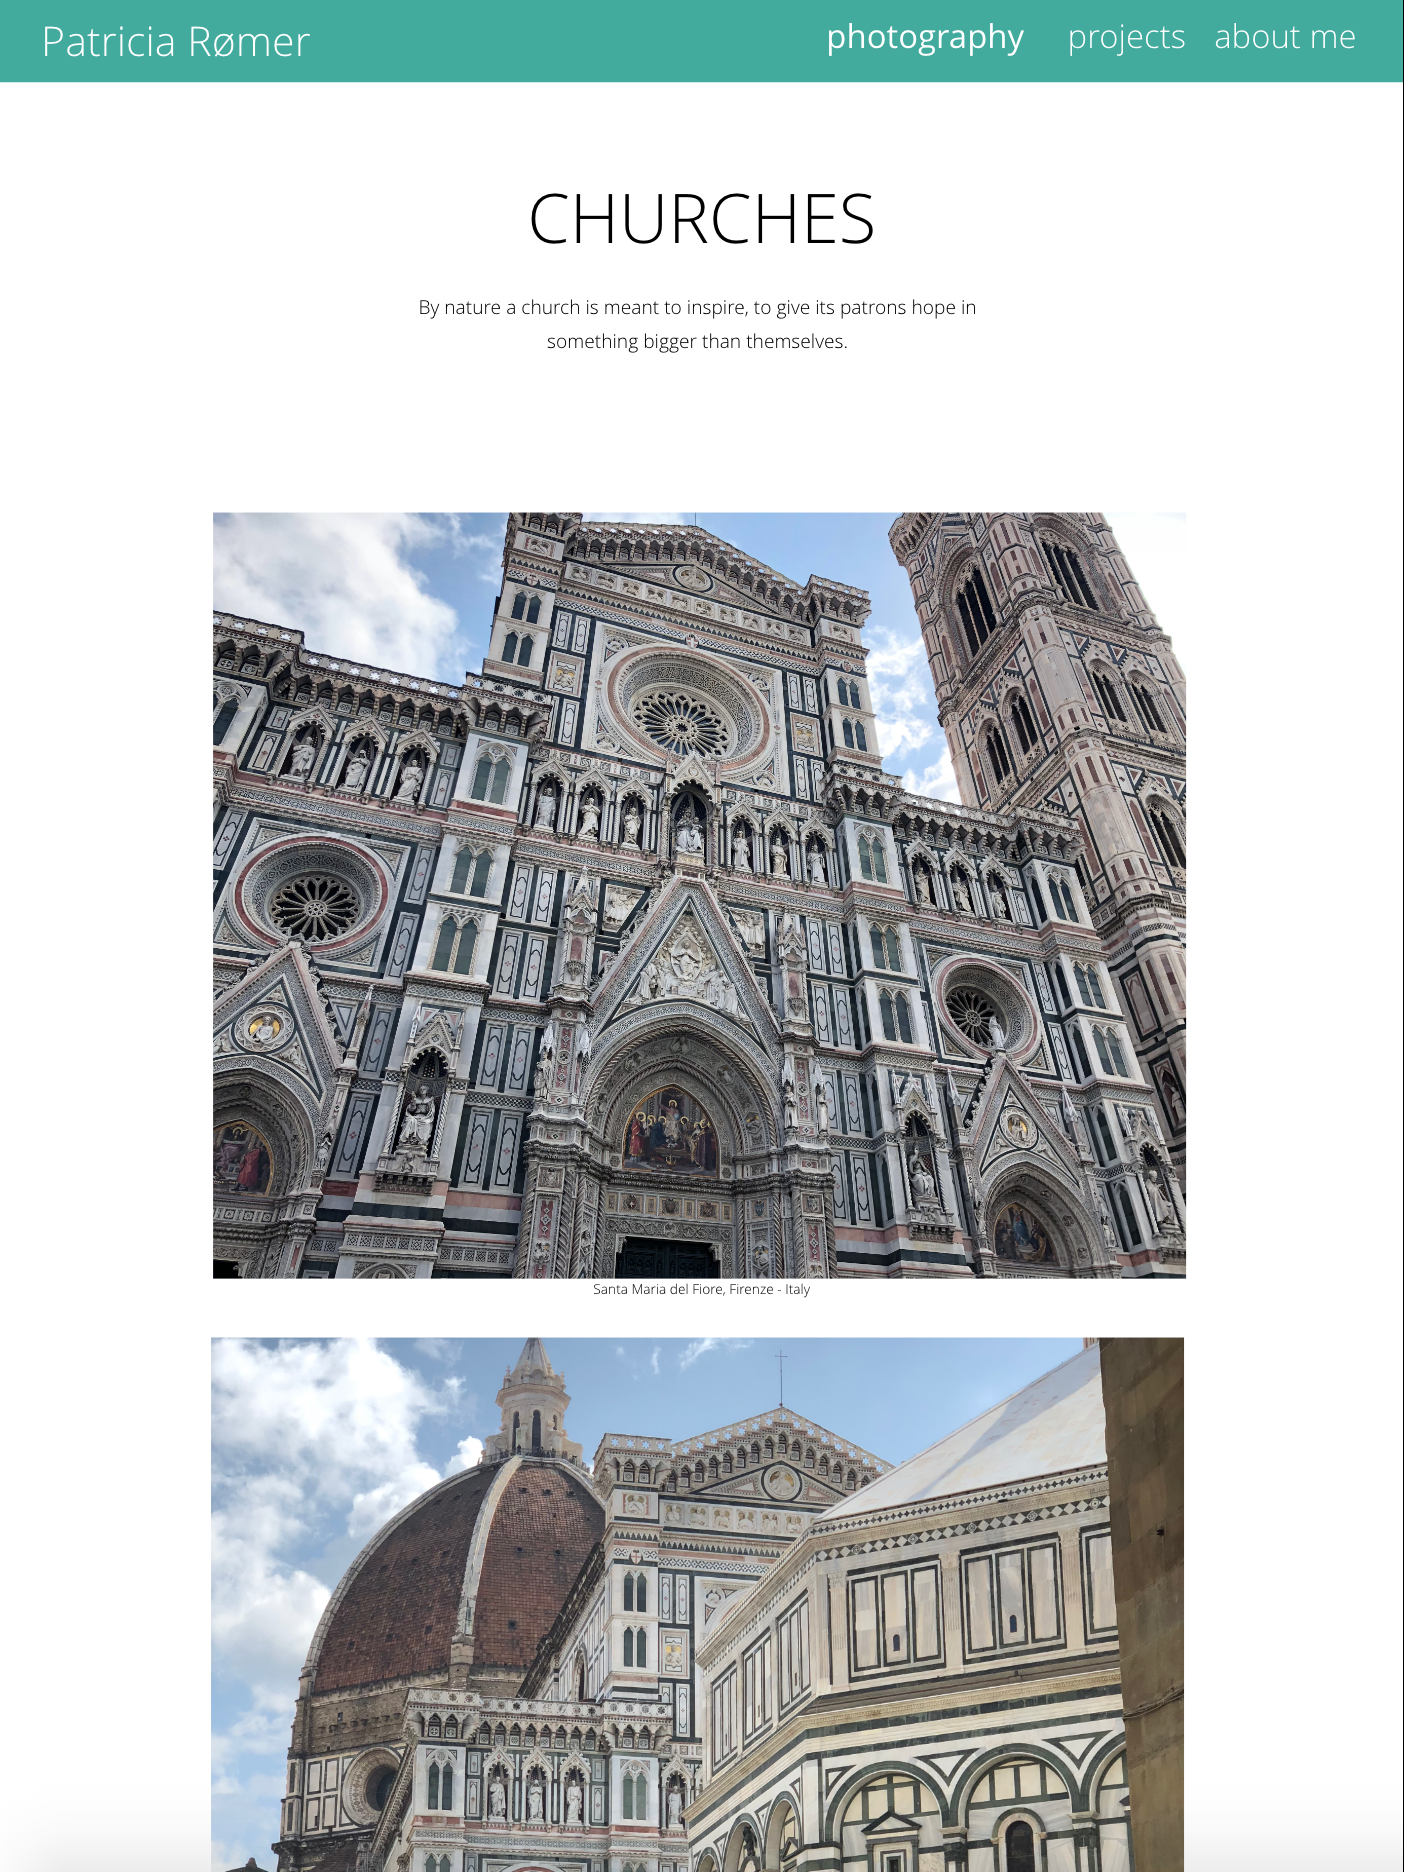 Patricia Rømer
photography projects about me
CHURCHES
By nature a church is meant to inspire, to give its patrons hope in
something bigger than themselves.
Santa Maria del Fiore, Firenze - Italy